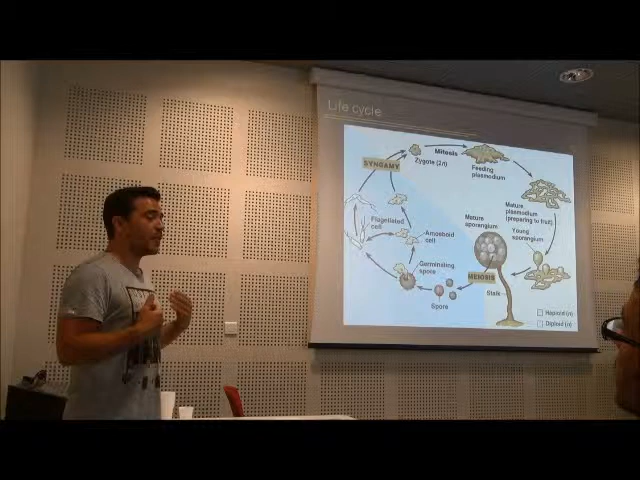 Life cycle
SYNGAMY
Mitosis
Zygote (2n)
Feeding
plasmodium
Mature
plasmodium
(preparing to fruit)
Flagellated
cell
Amoeboid
cell
Mature
sporangium
Young
sporangium
Germinating
spore
MEIOSIS
Spore
Stalk
Haploid (n)
Diploid (n)